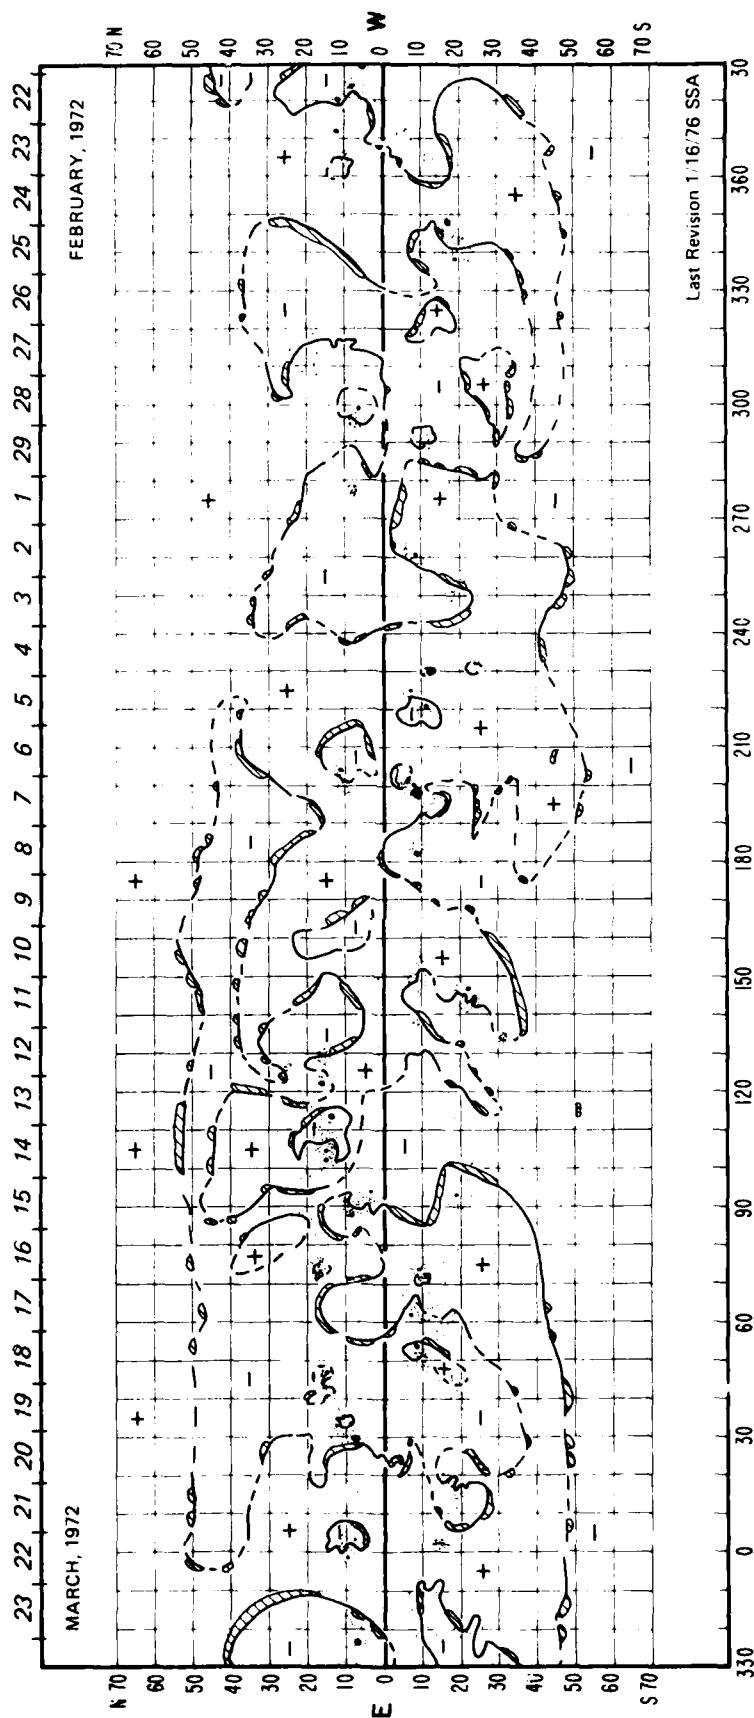 23 22 21 20 19 18 17 16 15 14 13 12 11 10 9 8 7 6 5 4 3 2 1 29 28 27 26 25 24 23 22
MARCH, 1972
FEBRUARY, 1972
N 70
60
50
40
30
20
10
E 0
10
20
30
40
50
60
S 70
70 N
60
50
40
30
20
10
0 W
10
20
30
40
50
60
70 S
Last Revision 1/16/76 SSA
330 0 30 60 90 120 150 180 210 240 270 300 330 360 30